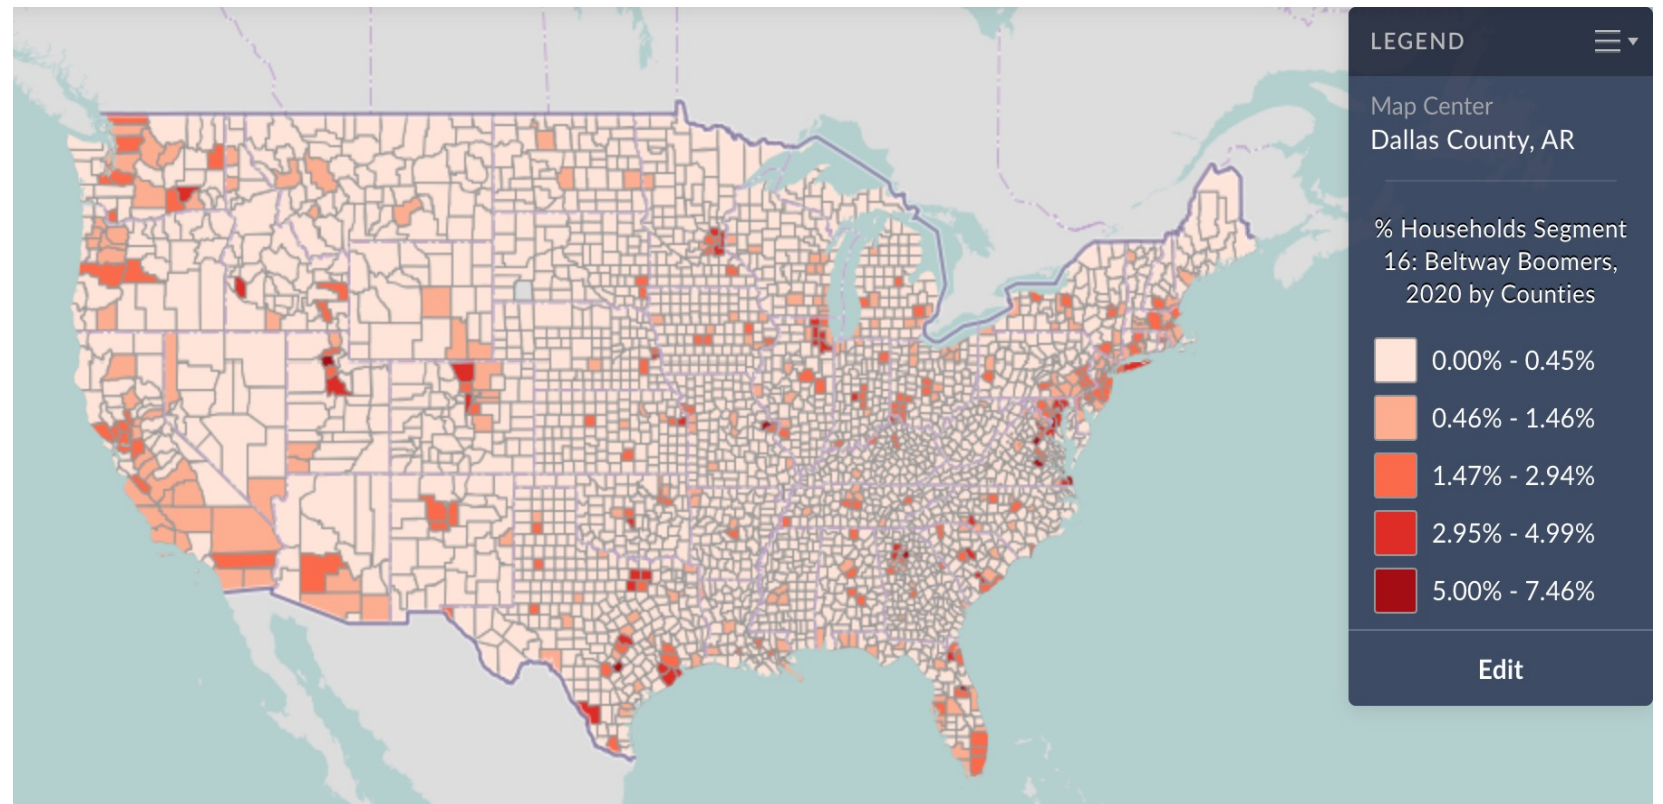 LEGEND
Map Center
Dallas County, AR
% Households Segment
16: Beltway Boomers,
2020 by Counties
0.00% - 0.45%
0.46% - 1.46%
1.47% - 2.94%
2.95% - 4.99%
5.00% - 7.46%
Edit